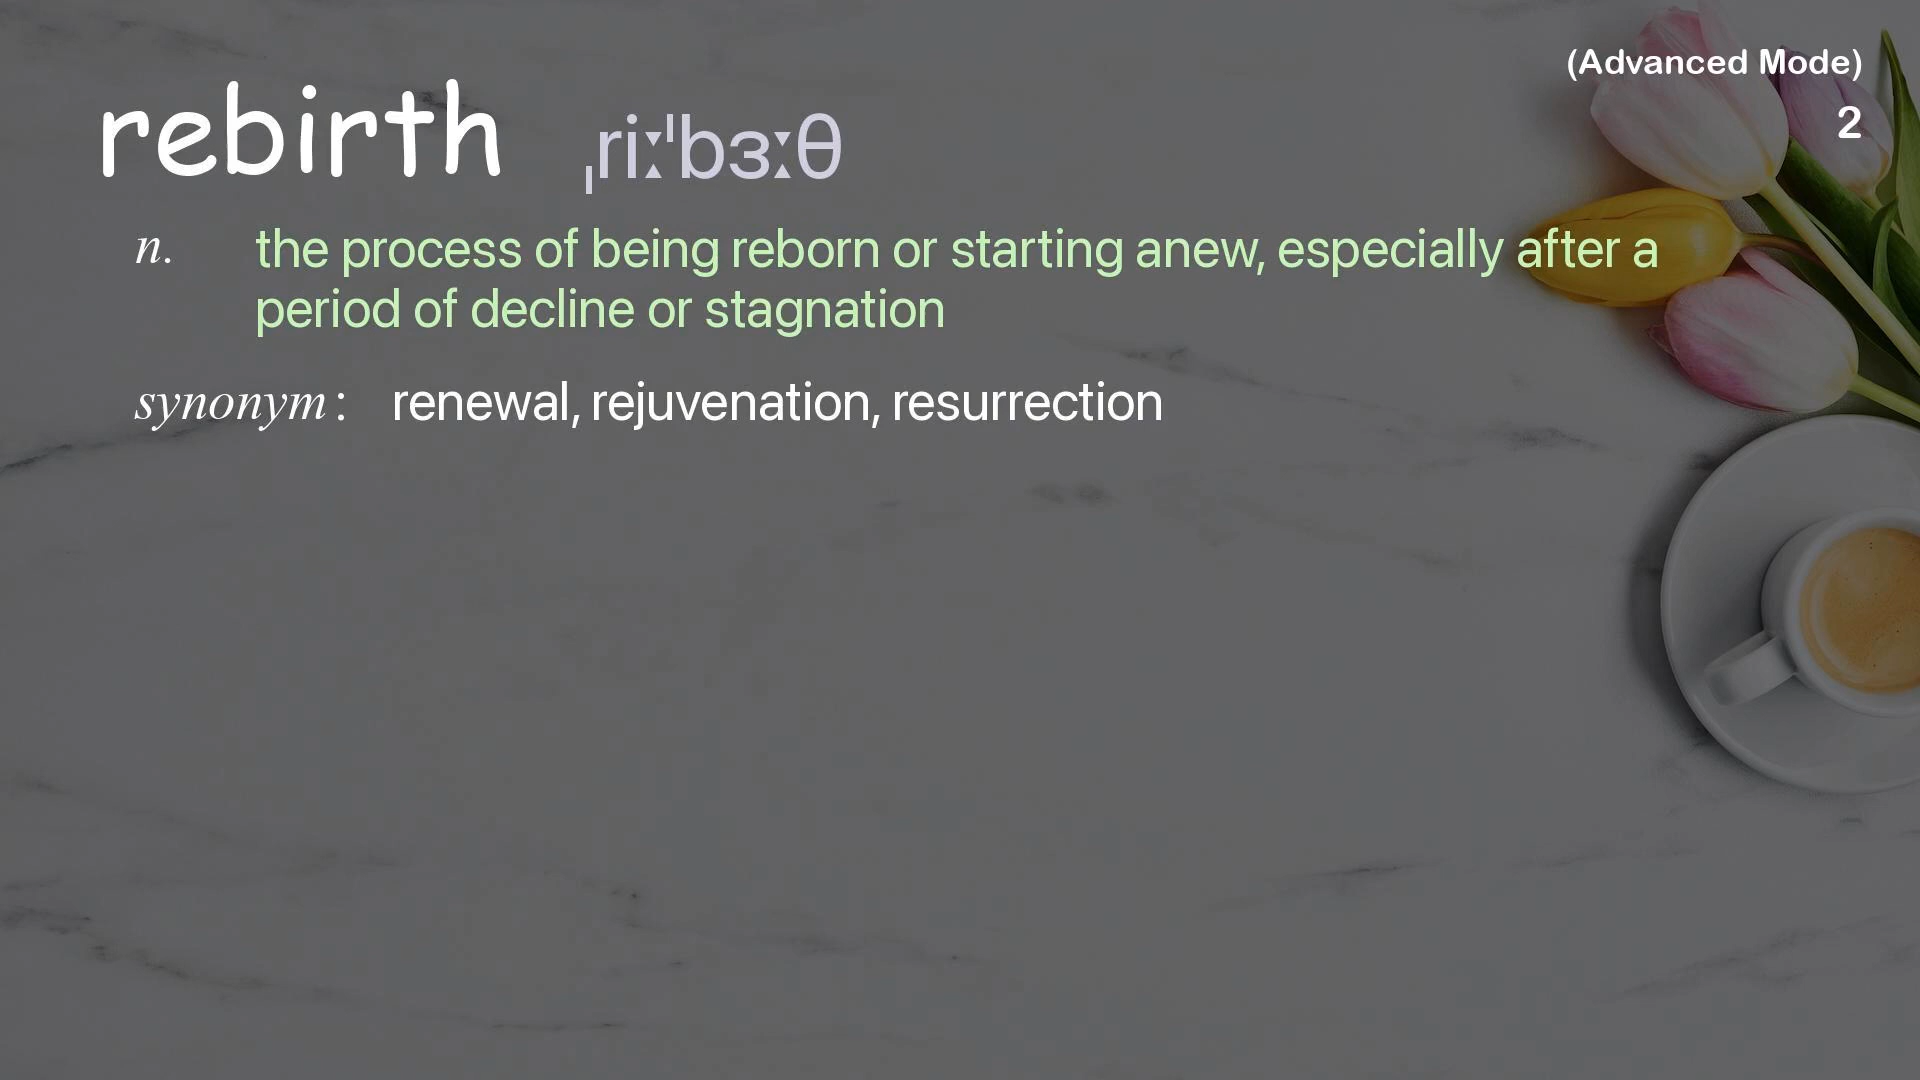 (Advanced Mode)
rebirth ˌriːˈbɜːθ
2
n. the process of being reborn or starting anew, especially after a
period of decline or stagnation
synonym: renewal, rejuvenation, resurrection